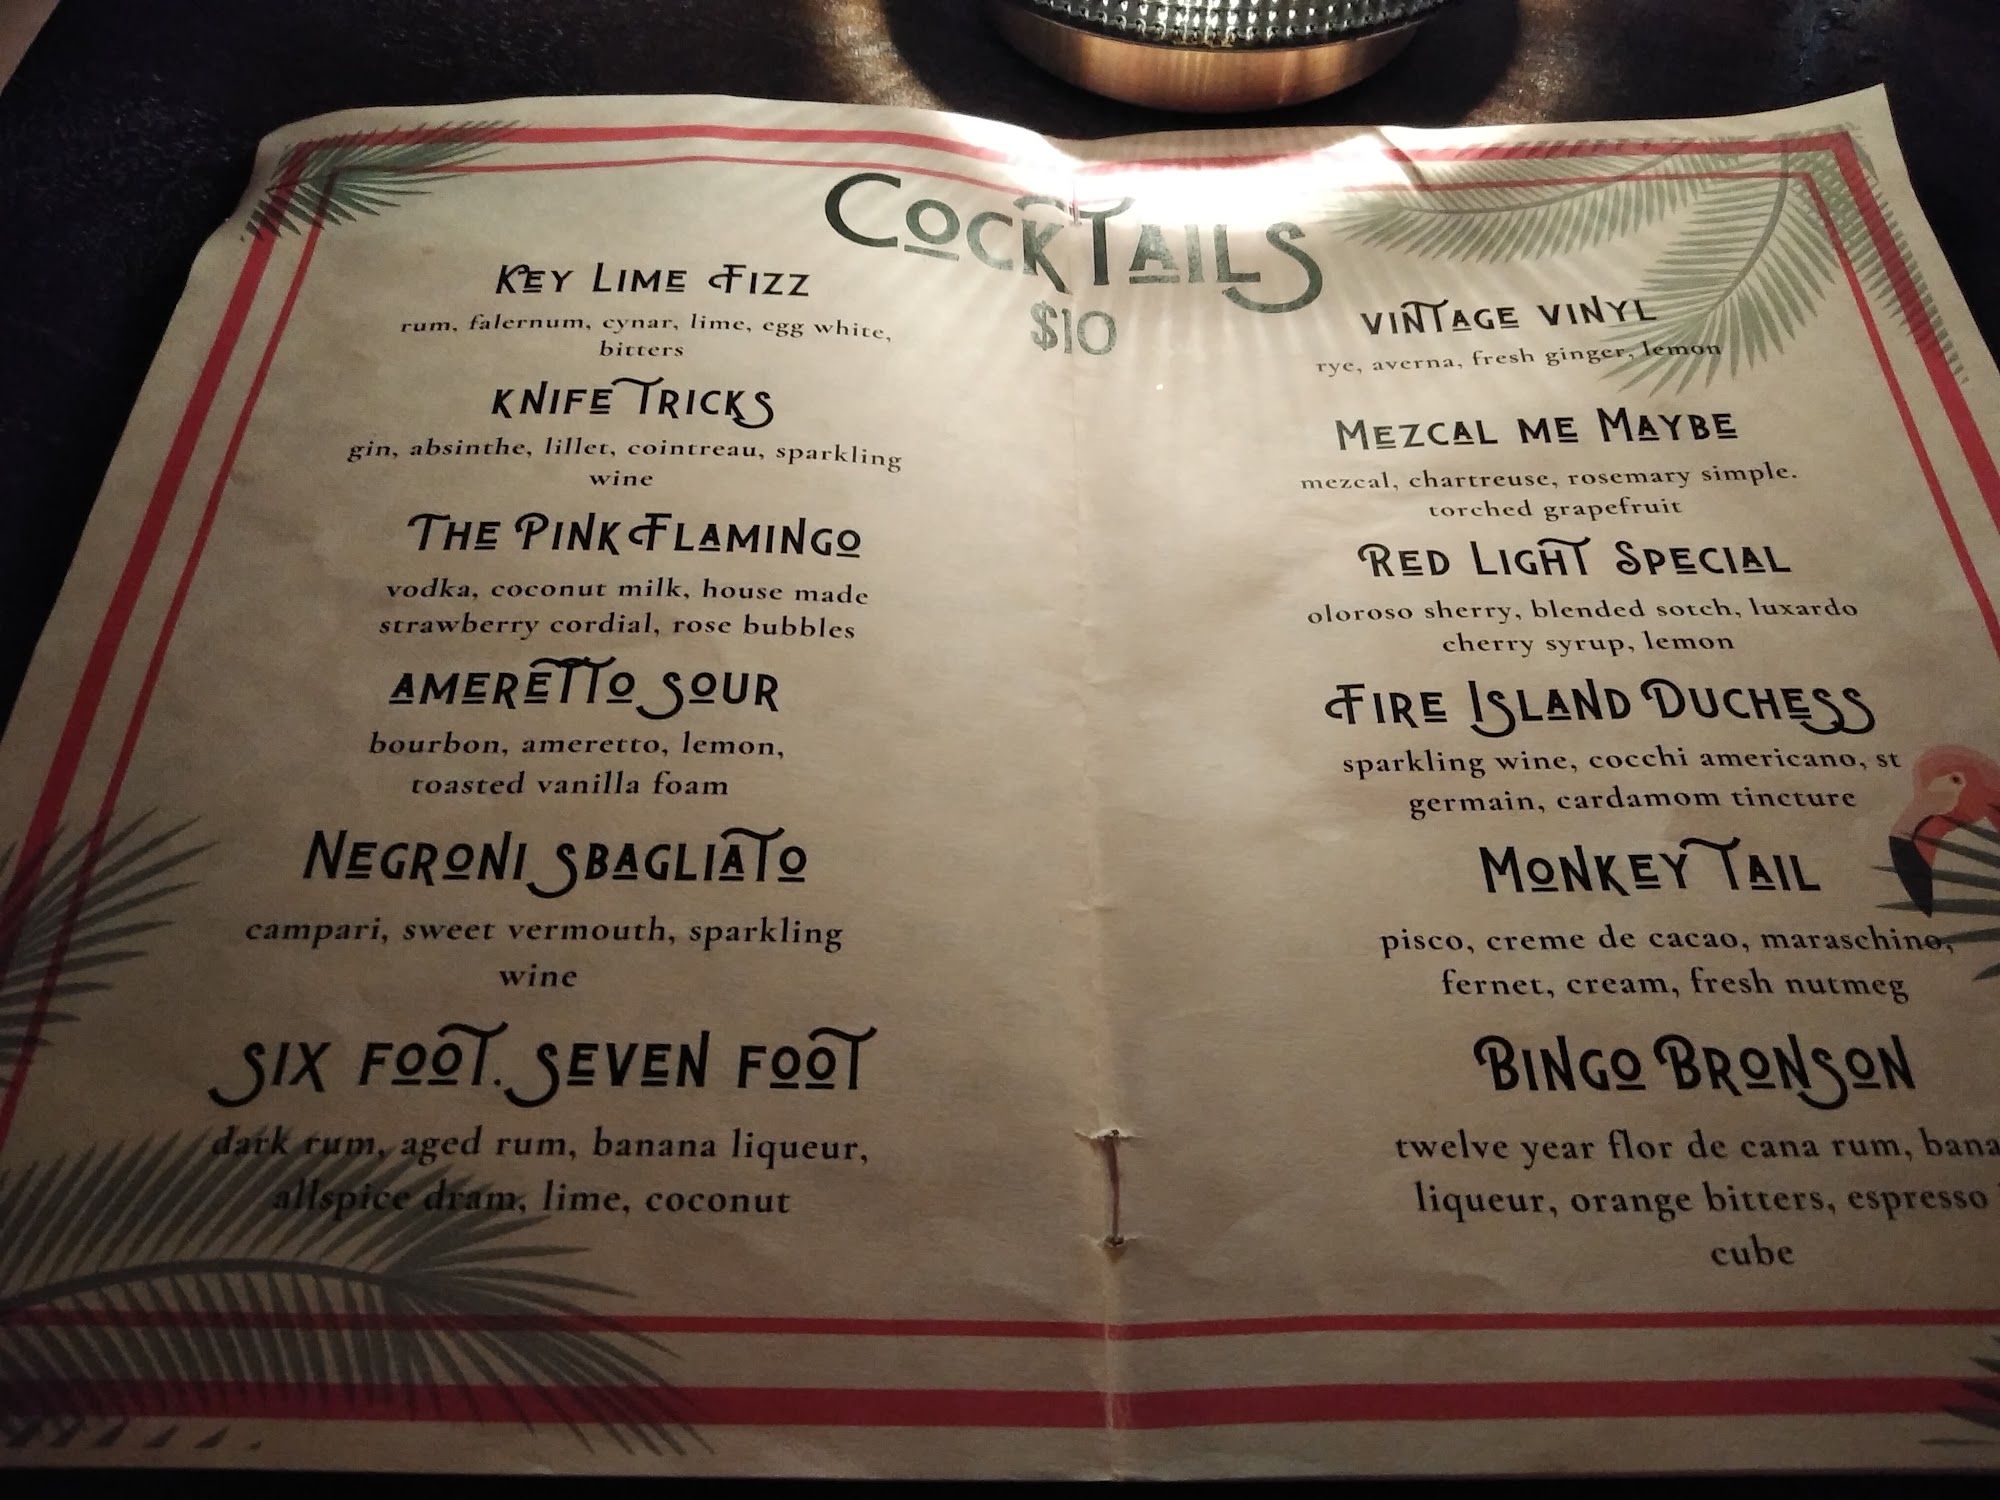 Cocktails
$10
Key Lime Fizz
rum, falernum, cynar, lime, egg white,
bitters
Knife Tricks
gin, absinthe, lillet, cointreau, sparkling
wine
The Pink Flamingo
vodka, coconut milk, house made
strawberry cordial, rose bubbles
Ameretto Sour
bourbon, ameretto, lemon,
toasted vanilla foam
Negroni Sbagliato
campari, sweet vermouth, sparkling
wine
Six Foot. Seven Foot
dark rum, aged rum, banana liqueur,
allspice dram, lime, coconut
Vintage Vinyl
rye, averna, fresh ginger, lemon
Mezcal Me Maybe
mezcal, chartreuse, rosemary simple.
torched grapefruit
Red Light Special
oloroso sherry, blended sotch, luxardo
cherry syrup, lemon
Fire Island Duchess
sparkling wine, cocchi americano, st
germain, cardamom tincture
Monkey Tail
pisco, creme de cacao, maraschino,
fernet, cream, fresh nutmeg
Bingo Bronson
twelve year flor de cana rum, bana
liqueur, orange bitters, espresso
cube